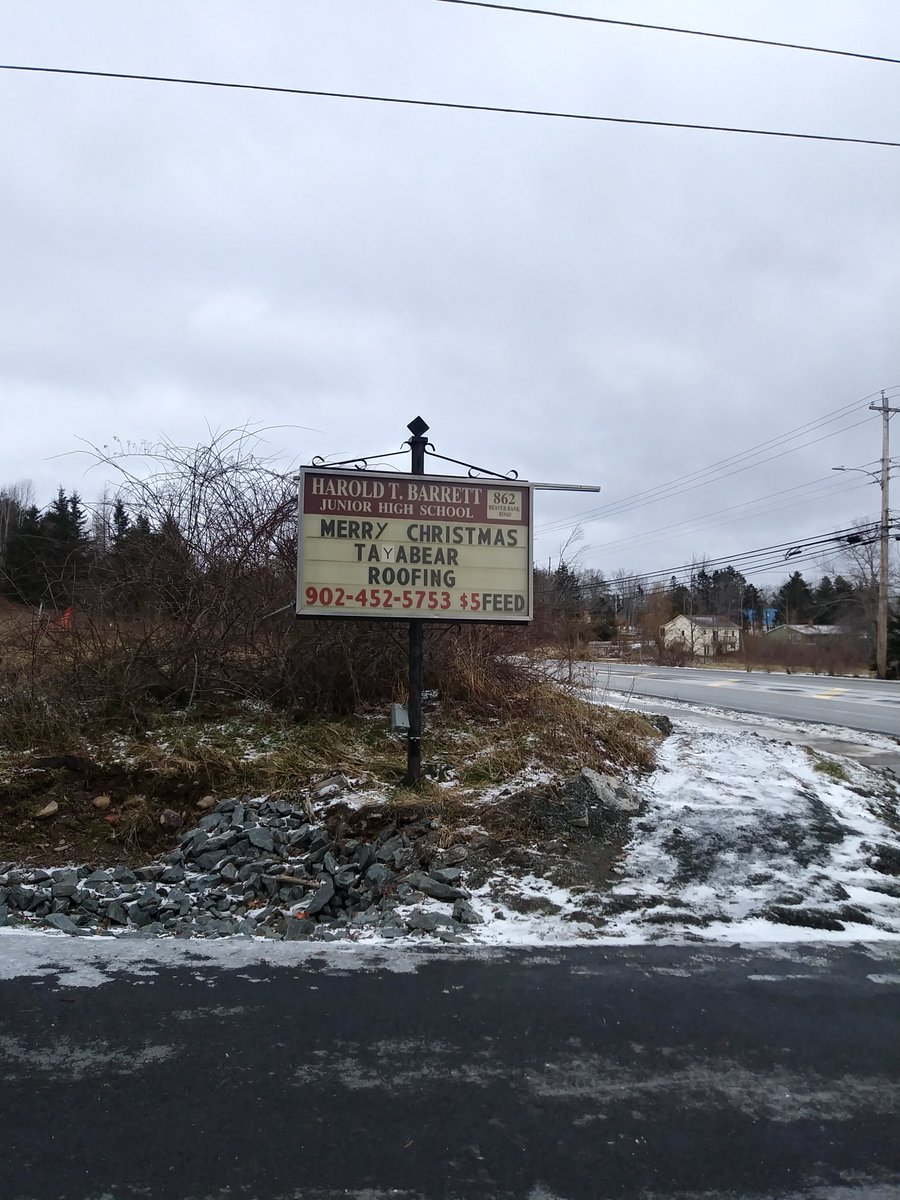 HAROLD T. BARRETT
JUNIOR HIGH SCHOOL
862
BEAVER BANK
ROAD
MERRY CHRISTMAS
TAYABEAR
ROOFING
902-452-5753 $5FEED